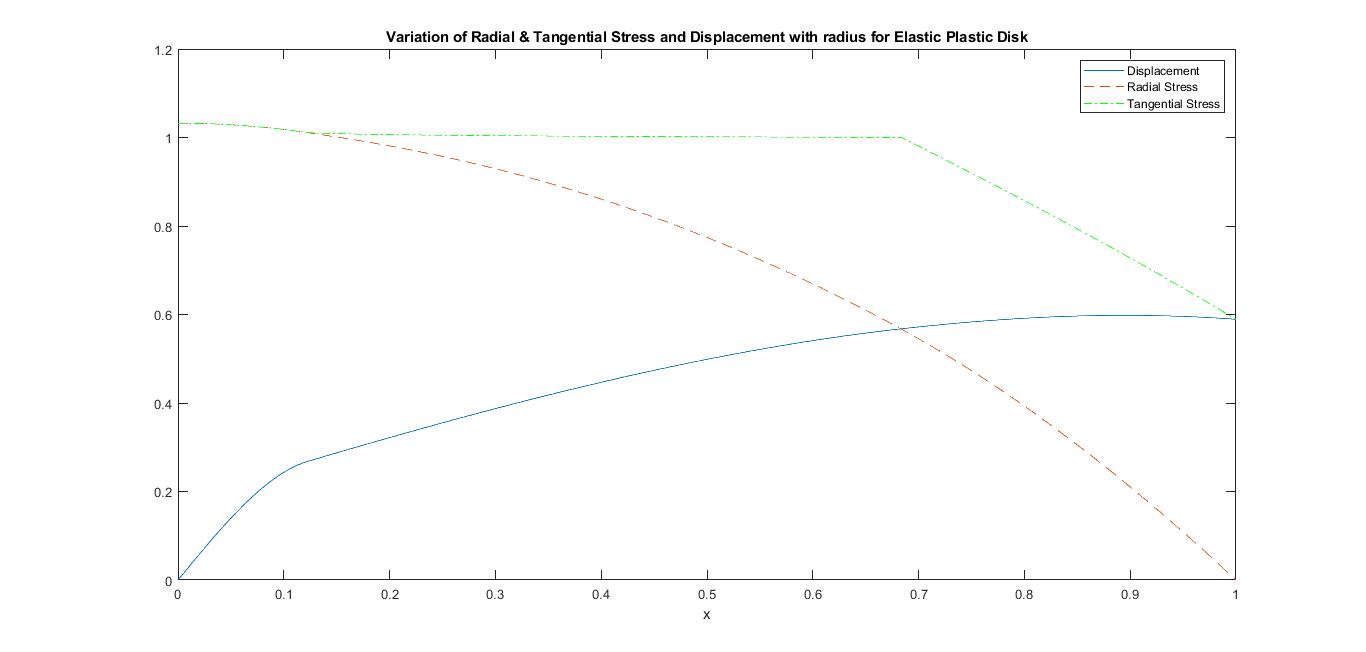 Variation of Radial & Tangential Stress and Displacement with radius for Elastic Plastic Disk
1.2
1
0.8
0.6
0.4
0.2
0
Displacement
Radial Stress
Tangential Stress
0 0.1 0.2 0.3 0.4 0.5 0.6 0.7 0.8 0.9 1
x